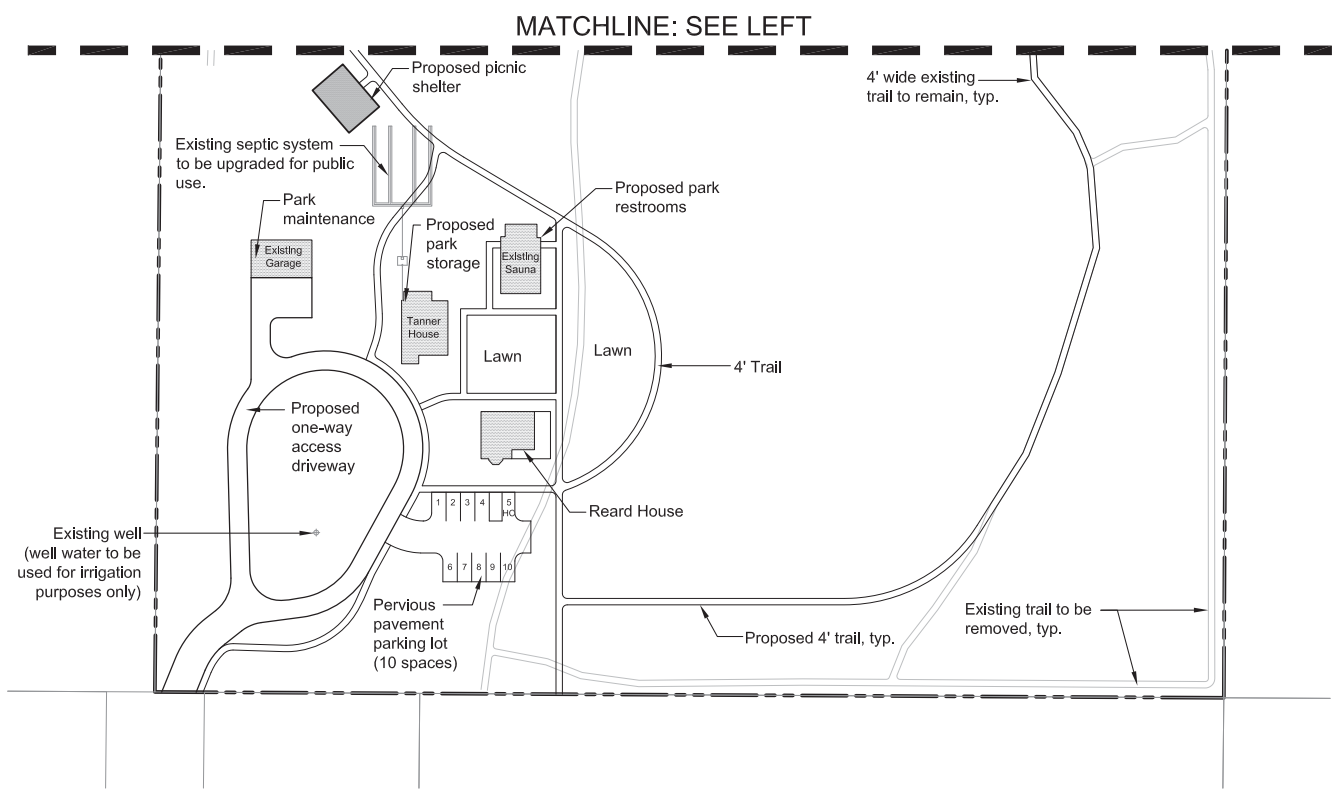 MATCHLINE: SEE LEFT
Proposed picnic
shelter
4' wide existing
trail to remain, typ.
Existing septic system
to be upgraded for public
use.
Park
maintenance
Proposed park
restrooms
Proposed
park
storage
Existing
Garage
Existing
Sauna
Tanner
House
Lawn
Lawn
4' Trail
Proposed
one-way
access
driveway
Reard House
1 2 3 4 5
HC
Existing well
(well water to be
used for irrigation
purposes only)
6 7 8 9 10
Pervious
pavement
parking lot
(10 spaces)
Proposed 4' trail, typ.
Existing trail to be
removed, typ.